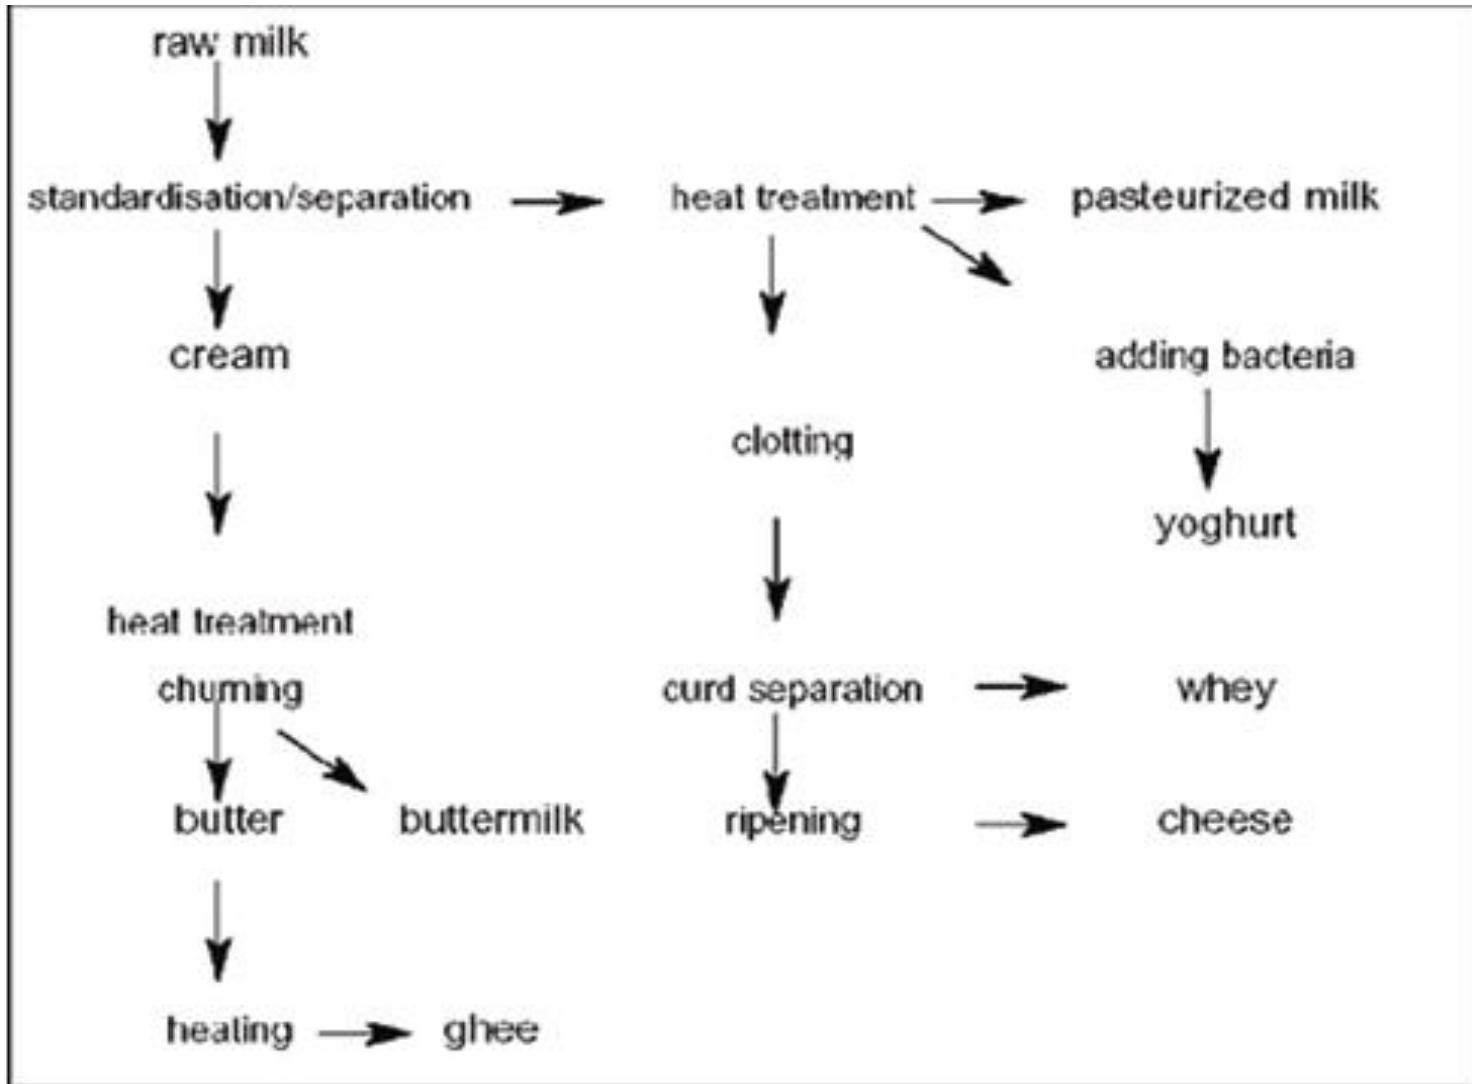 raw milk
standardisation/separation heat treatment pasteurized milk
cream adding bacteria
clotting
yoghurt
heat treatment
churning curd separation whey
butter buttermilk ripening cheese
heating ghee